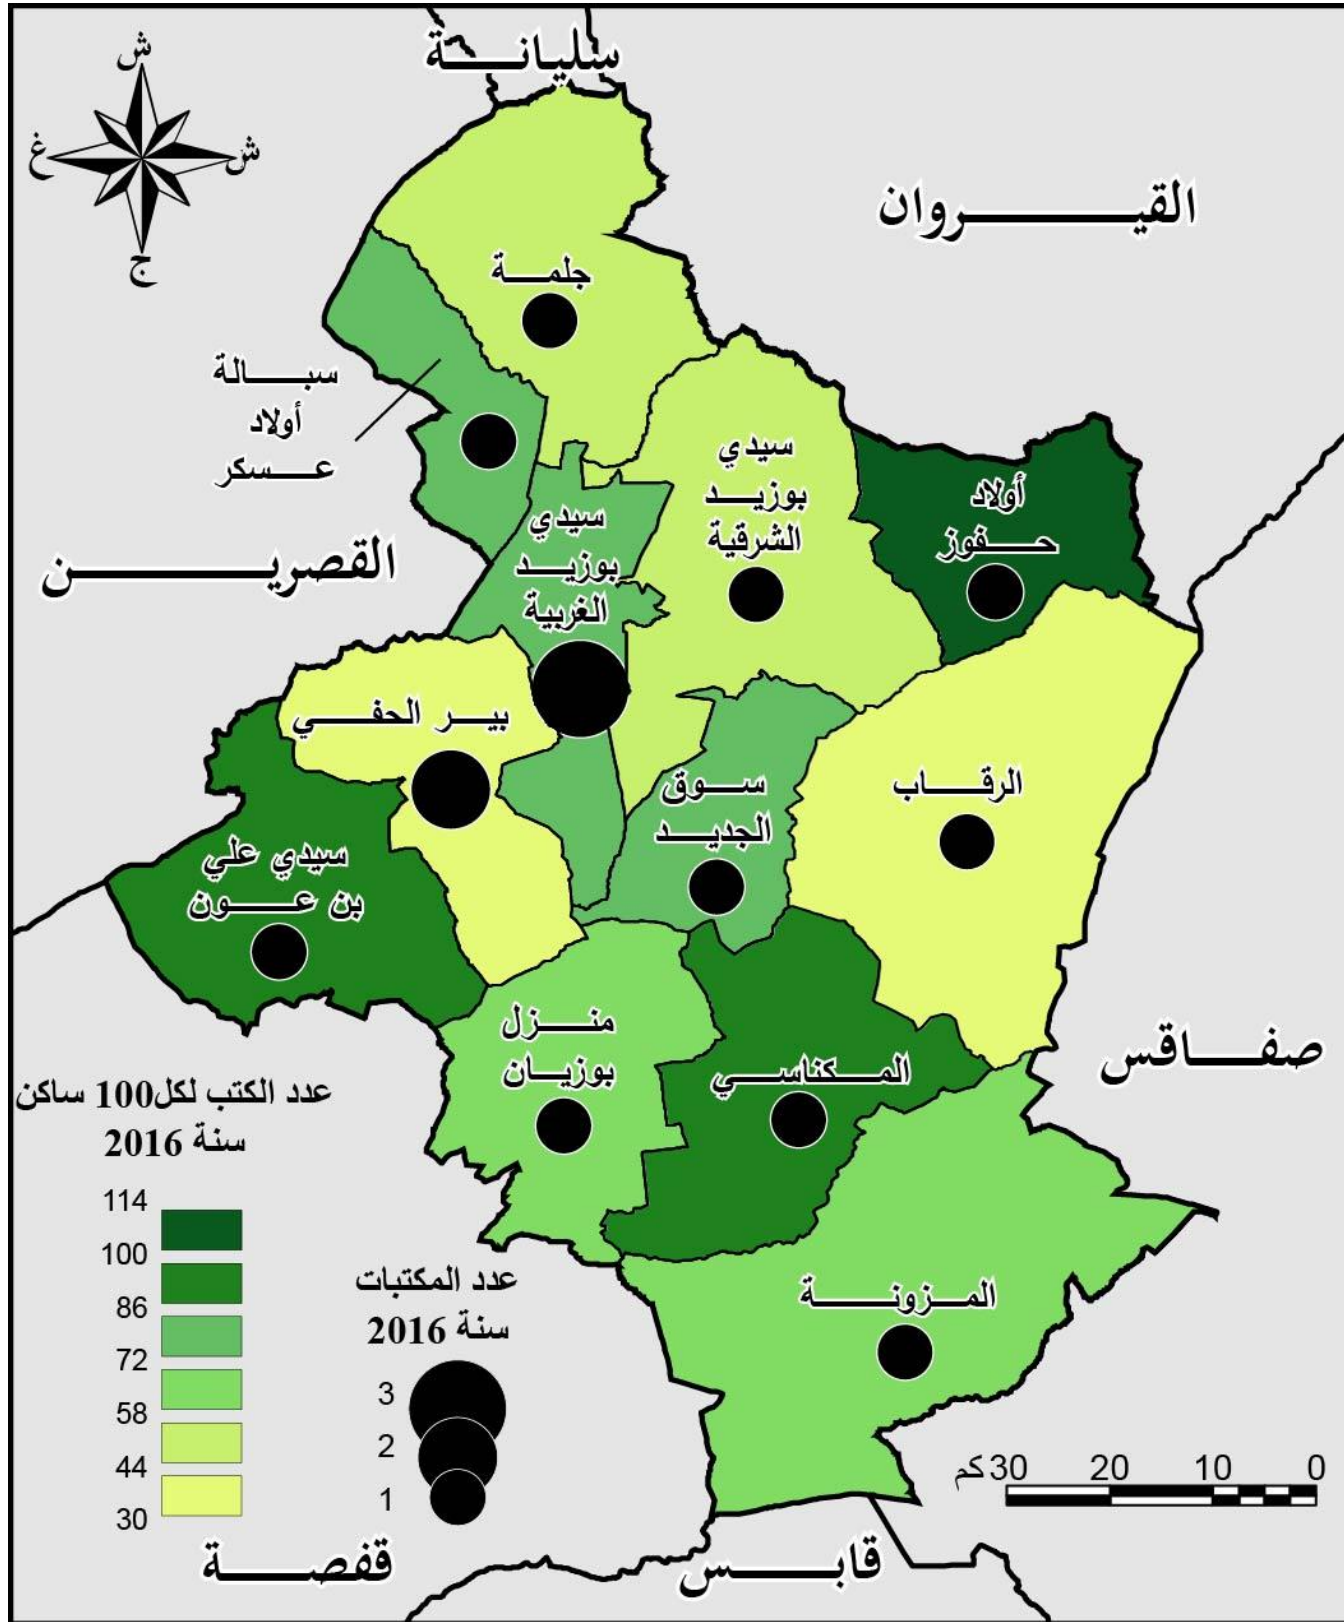 سليانة
ش
غ
ش
ج
القيروان
جلمة
سبالة
أولاد
عسكر
سيدي
بوزيد
الشرقية
أولاد
حفوز
سيدي
بوزيد
الغربية
القصرين
بير الحفي
الرقاب
سوق
الجديد
سيدي علي
بن عون
منزل
بوزيان
المكناسي
صفاقس
المزونة
عدد الكتب لكل100 ساكن
سنة 2016
114
100
86
72
58
44
30
عدد المكتبات
سنة 2016
3
2
1
كم 30 20 10 0
قفصة
قابس